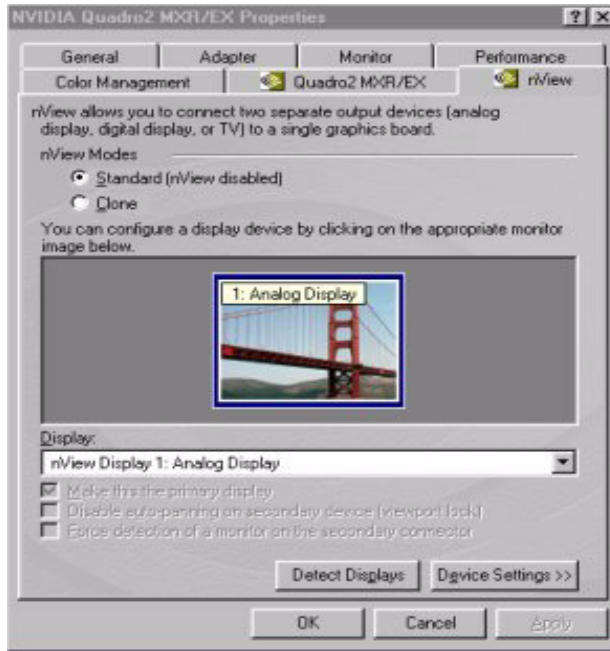 NVIDIA Quadro2 MXR/EX Properties
General Adapter Monitor Performance
Color Management Quadro2 MXR/EX nView
nView allows you to connect two separate output devices (analog
display, digital display, or TV) to a single graphics board.
nView Modes
Standard (nView disabled)
Clone
You can configure a display device by clicking on the appropriate monitor
image below.
1: Analog Display
Display:
nView Display 1: Analog Display
Make this the primary display
Disable auto-panning on secondary device (viewport lock)
Force detection of a monitor on the secondary connector
Detect Displays Device Settings >>
OK Cancel Apply